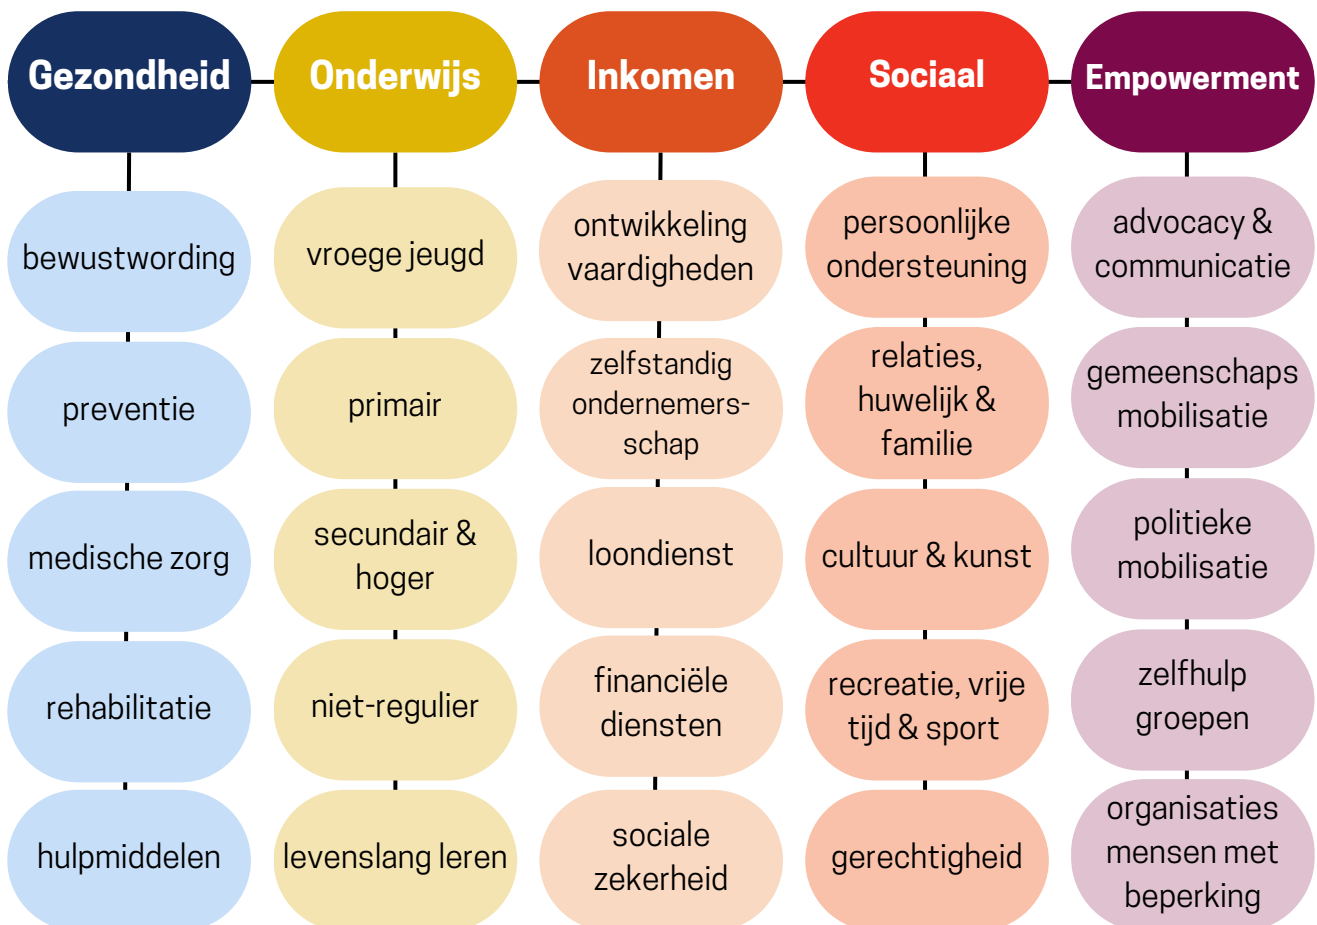 Gezondheid
Onderwijs
Inkomen
Sociaal
Empowerment
bewustwording
preventie
medische zorg
rehabilitatie
hulpmiddelen
vroege jeugd
primair
secundair &
hoger
niet-regulier
levenslang leren
ontwikkeling
vaardigheden
zelfstandig
ondernemers-
schap
loondienst
financiële
diensten
sociale
zekerheid
persoonlijke
ondersteuning
relaties,
huwelijk &
familie
cultuur & kunst
recreatie, vrije
tijd & sport
gerechtigheid
advocacy &
communicatie
gemeenschaps
mobilisatie
politieke
mobilisatie
zelfhulp
groepen
organisaties
mensen met
beperking